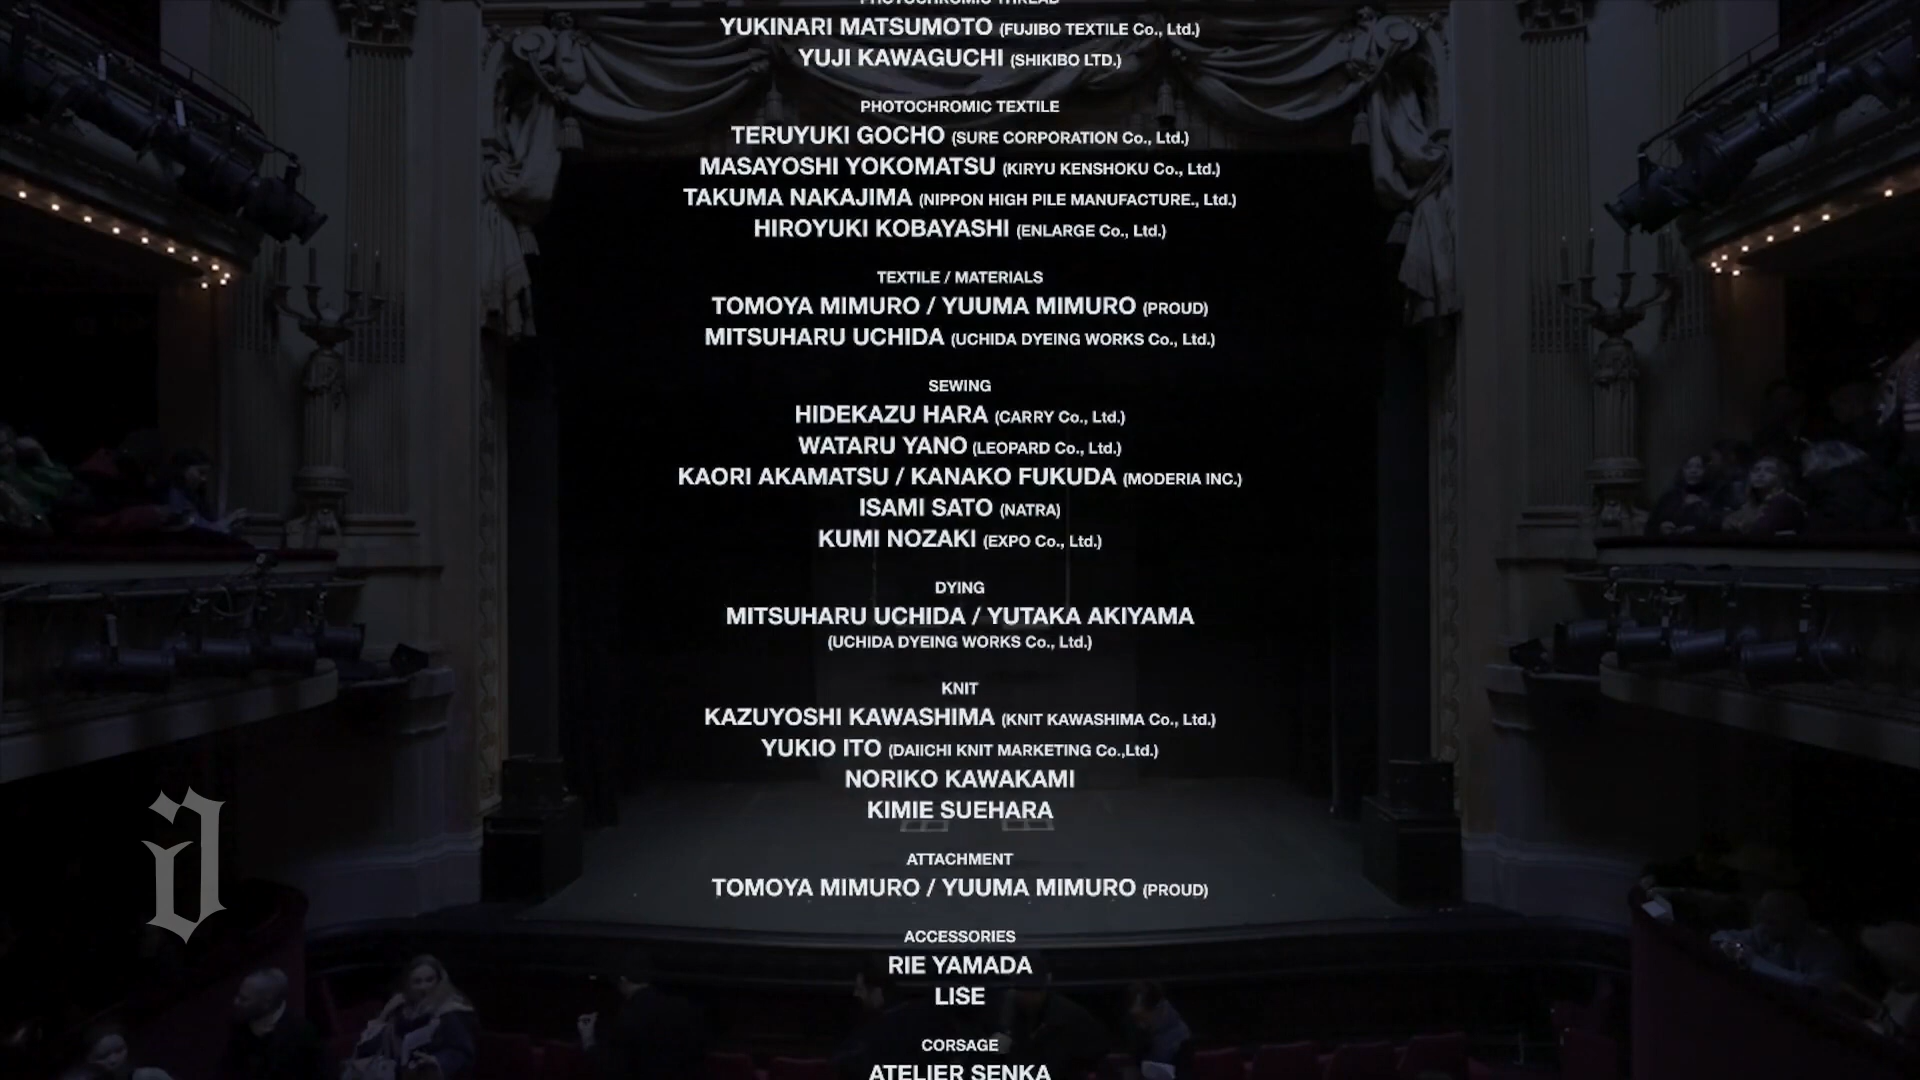 PHOTOCHROMIC THREAD
YUKINARI MATSUMOTO (FUJIBO TEXTILE Co., Ltd.)
YUJI KAWAGUCHI (SHIKIBO LTD.)
PHOTOCHROMIC TEXTILE
TERUYUKI GOCHO (SURE CORPORATION Co., Ltd.)
MASAYOSHI YOKOMATSU (KIRYU KENSHOKU Co., Ltd.)
TAKUMA NAKAJIMA (NIPPON HIGH PILE MANUFACTURE., Ltd.)
HIROYUKI KOBAYASHI (ENLARGE Co., Ltd.)
TEXTILE / MATERIALS
TOMOYA MIMURO / YUUMA MIMURO (PROUD)
MITSUHARU UCHIDA (UCHIDA DYEING WORKS Co., Ltd.)
SEWING
HIDEKAZU HARA (CARRY Co., Ltd.)
WATARU YANO (LEOPARD Co., Ltd.)
KAORI AKAMATSU / KANAKO FUKUDA (MODERIA INC.)
ISAMI SATO (NATRA)
KUMI NOZAKI (EXPO Co., Ltd.)
DYING
MITSUHARU UCHIDA / YUTAKA AKIYAMA
(UCHIDA DYEING WORKS Co., Ltd.)
KNIT
KAZUYOSHI KAWASHIMA (KNIT KAWASHIMA Co., Ltd.)
YUKIO ITO (DAIICHI KNIT MARKETING Co.,Ltd.)
NORIKO KAWAKAMI
KIMIE SUEHARA
ATTACHMENT
TOMOYA MIMURO / YUUMA MIMURO (PROUD)
ACCESSORIES
RIE YAMADA
LISE
CORSAGE
ATELIER SENKA